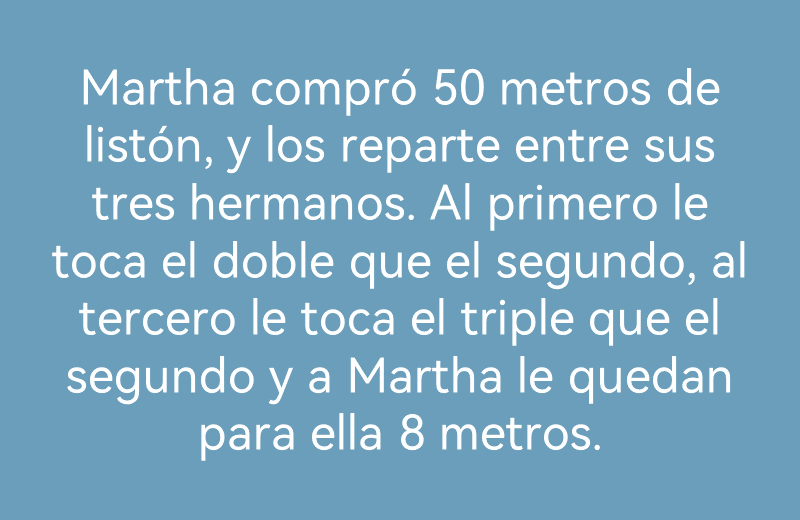 Martha compró 50 metros de
listón, y los reparte entre sus
tres hermanos. Al primero le
toca el doble que el segundo, al
tercero le toca el triple que el
segundo y a Martha le quedan
para ella 8 metros.